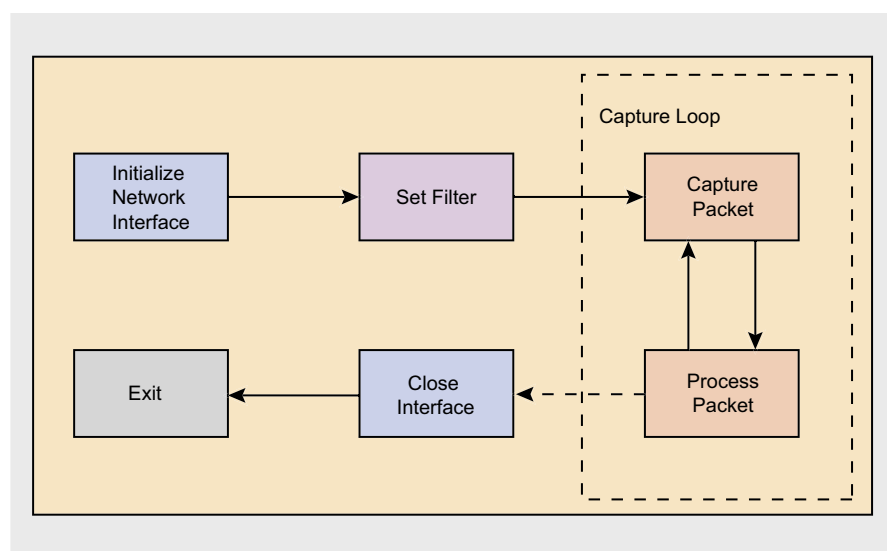 Capture Loop
Initialize
Network
Interface
Set Filter
Capture
Packet
Exit
Close
Interface
Process
Packet